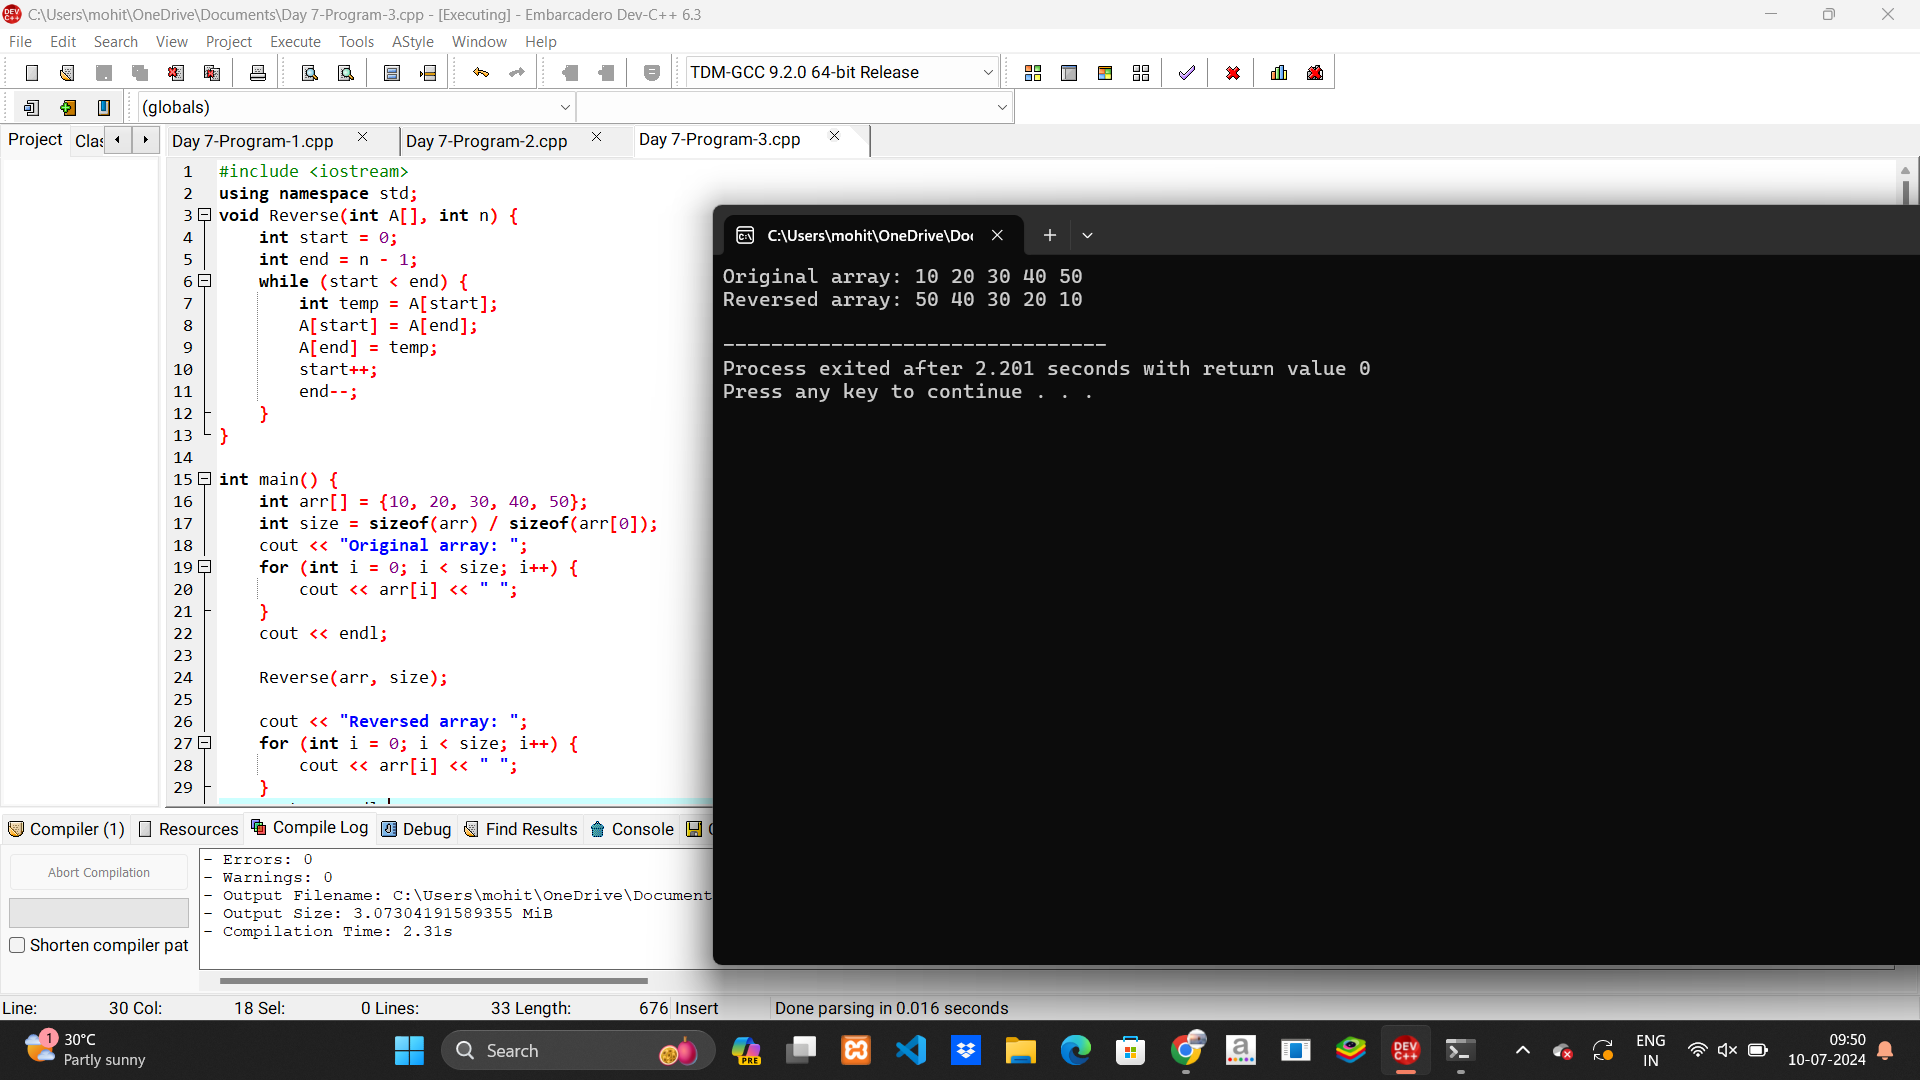 C:\Users\mohit\OneDrive\Documents\Day 7-Program-3.cpp - [Executing] - Embarcadero Dev-C++ 6.3
File Edit Search View Project Execute Tools AStyle Window Help
TDM-GCC 9.2.0 64-bit Release
(globals)
Project Clas Day 7-Program-1.cpp Day 7-Program-2.cpp Day 7-Program-3.cpp
1 #include <iostream>
2 using namespace std;
3 void Reverse(int A[], int n) {
4 int start = 0;
5 int end = n - 1;
6 while (start < end) {
7 int temp = A[start];
8 A[start] = A[end];
9 A[end] = temp;
10 start++;
11 end--;
12 }
13 }
14
15 int main() {
16 int arr[] = {10, 20, 30, 40, 50};
17 int size = sizeof(arr) / sizeof(arr[0]);
18 cout << "Original array: ";
19 for (int i = 0; i < size; i++) {
20 cout << arr[i] << " ";
21 }
22 cout << endl;
23
24 Reverse(arr, size);
25
26 cout << "Reversed array: ";
27 for (int i = 0; i < size; i++) {
28 cout << arr[i] << " ";
29 }
C:\Users\mohit\OneDrive\Doc
Original array: 10 20 30 40 50
Reversed array: 50 40 30 20 10
--------------------------------
Process exited after 2.201 seconds with return value 0
Press any key to continue . . .
Compiler (1) Resources Compile Log Debug Find Results Console
Abort Compilation
Shorten compiler pat
- Errors: 0
- Warnings: 0
- Output Filename: C:\Users\mohit\OneDrive\Document
- Output Size: 3.07304191589355 MiB
- Compilation Time: 2.31s
Line: 30 Col: 18 Sel: 0 Lines: 33 Length: 676 Insert Done parsing in 0.016 seconds
1
30°C
Partly sunny
Search
PRE
DEV C++
ENG
IN
09:50
10-07-2024